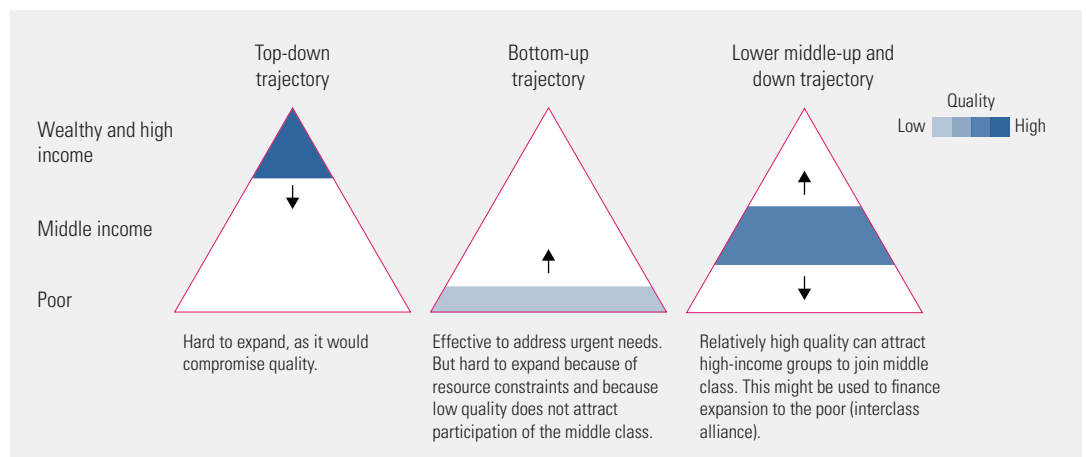 Top-down
trajectory
Bottom-up
trajectory
Lower middle-up and
down trajectory
Quality
Low
High
Wealthy and high
income
Middle income
Poor
Hard to expand, as it would
compromise quality.
Effective to address urgent needs.
But hard to expand because of
resource constraints and because
low quality does not attract
participation of the middle class.
Relatively high quality can attract
high-income groups to join middle
class. This might be used to finance
expansion to the poor (interclass
alliance).